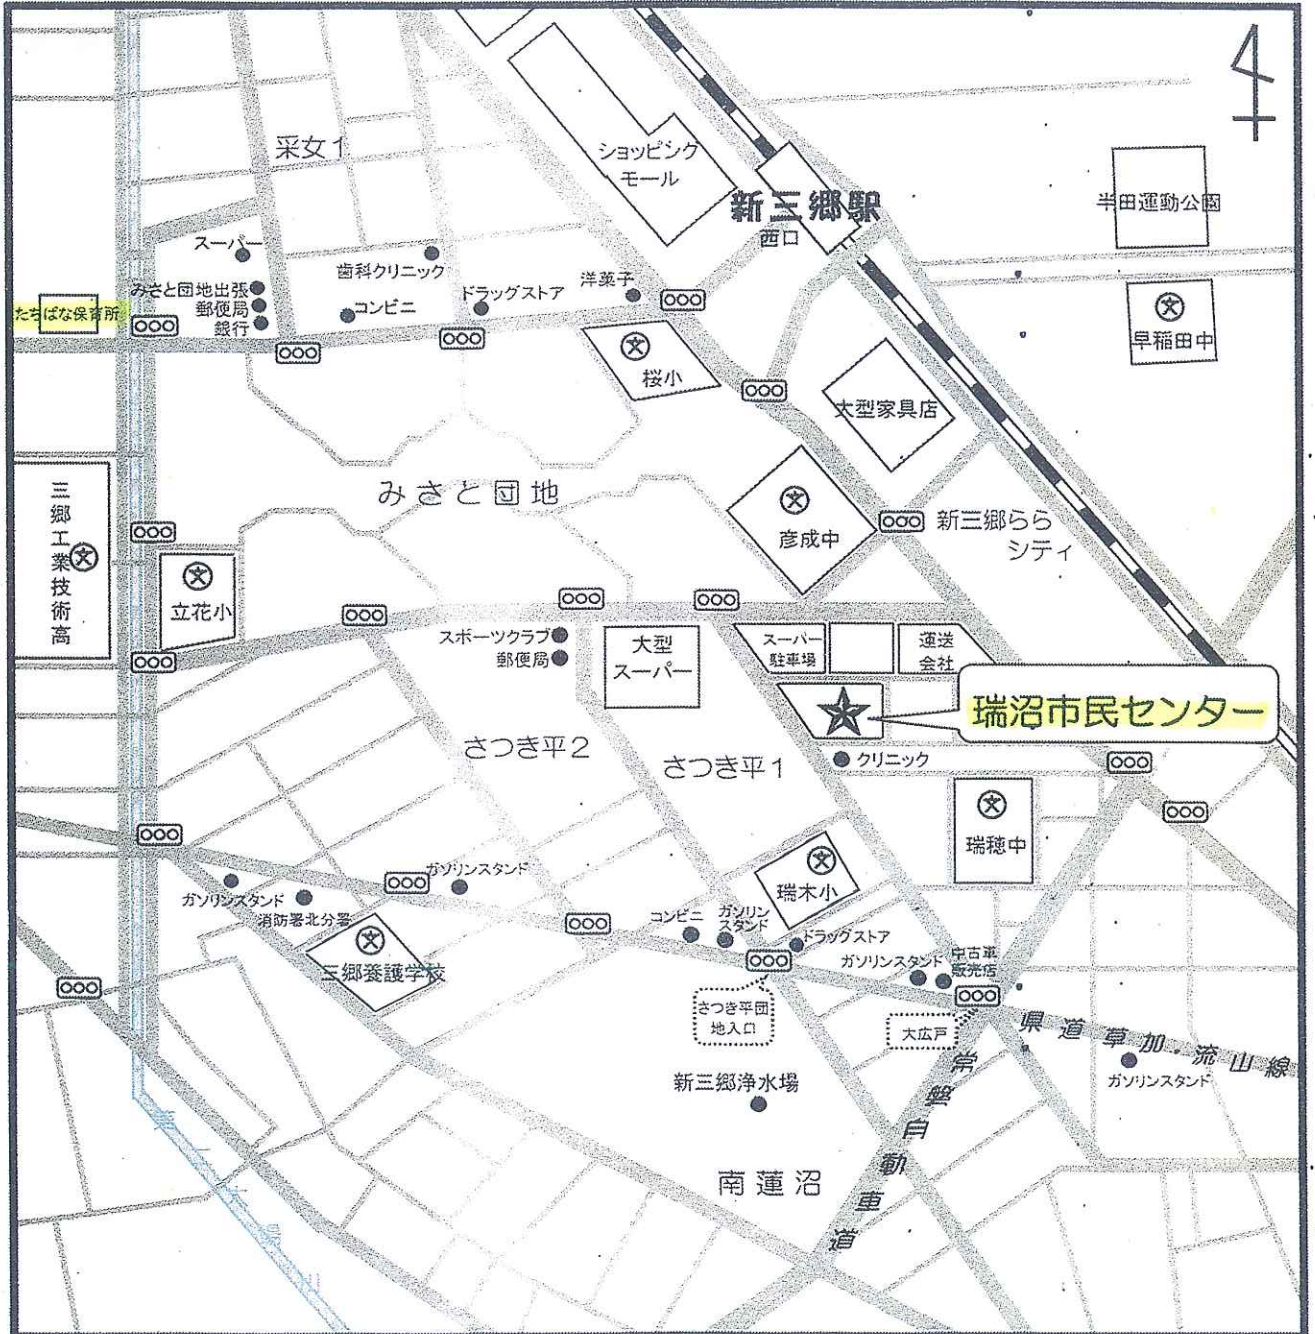 采女1
ショッピング
モール
新三郷駅
西口
半田運動公園
スーパー
歯科クリニック
みさと団地出張
郵便局
銀行
コンビニ
ドラッグストア
洋菓子
たちばな保育所
桜小
早稲田中
大型家具店
みさと団地
三郷工業技術高
彦成中
新三郷らら
シティ
立花小
スポーツクラブ
郵便局
大型
スーパー
スーパー
駐車場
運送
会社
瑞沼市民センター
さつき平2
さつき平1
クリニック
瑞穂中
瑞木小
ガソリンスタンド
消防署北分署
ガソリンスタンド
三郷養護学校
コンビニ
ガソリン
スタンド
ドラッグストア
ガソリンスタンド
中古車
販売店
さつき平団
地入口
大広戸
県道草加・流山線
ガソリンスタンド
新三郷浄水場
常磐自動車道
南蓮沼